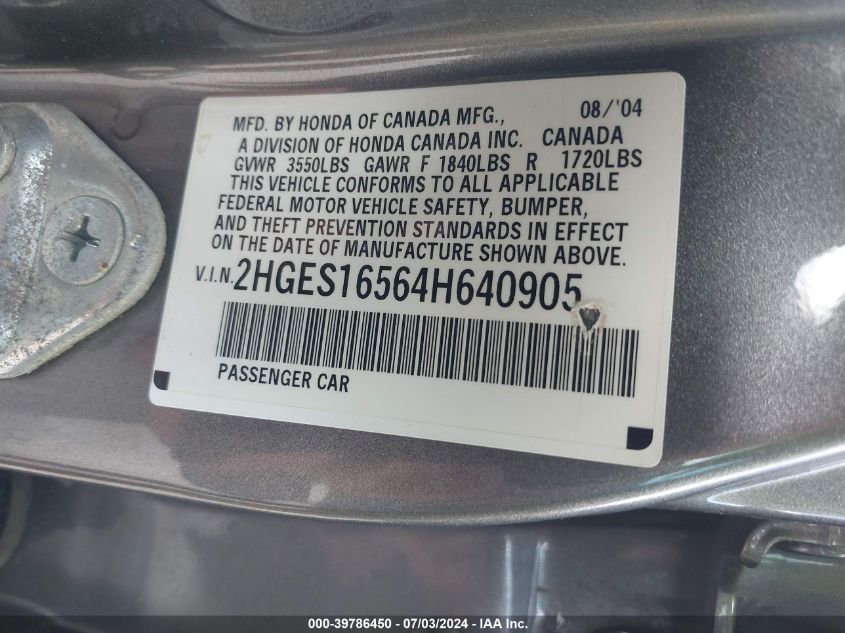 MFD. BY HONDA OF CANADA MFG., 08/'04
A DIVISION OF HONDA CANADA INC. CANADA
GVWR 3550LBS GAWR F 1840LBS R 1720LBS
THIS VEHICLE CONFORMS TO ALL APPLICABLE
FEDERAL MOTOR VEHICLE SAFETY, BUMPER,
AND THEFT PREVENTION STANDARDS IN EFFECT
ON THE DATE OF MANUFACTURE SHOWN ABOVE.
V.I.N. 2HGES16564H640905
PASSENGER CAR
000-39786450 - 07/03/2024 - IAA Inc.